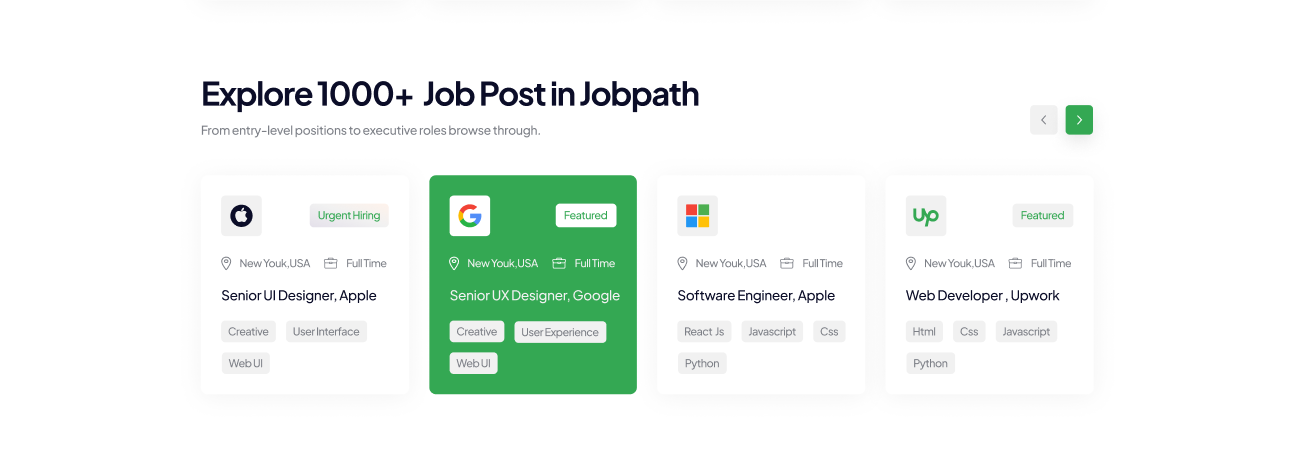 Explore 1000+ Job Post in Jobpath
From entry-level positions to executive roles browse through.
Urgent Hiring
New Youk,USA Full Time
Senior UI Designer, Apple
Creative User Interface
Web UI
Featured
New Youk,USA Full Time
Senior UX Designer, Google
Creative User Experience
Web UI
New Youk,USA Full Time
Software Engineer, Apple
React Js Javascript Css
Python
Up
Featured
New Youk,USA Full Time
Web Developer , Upwork
Html Css Javascript
Python